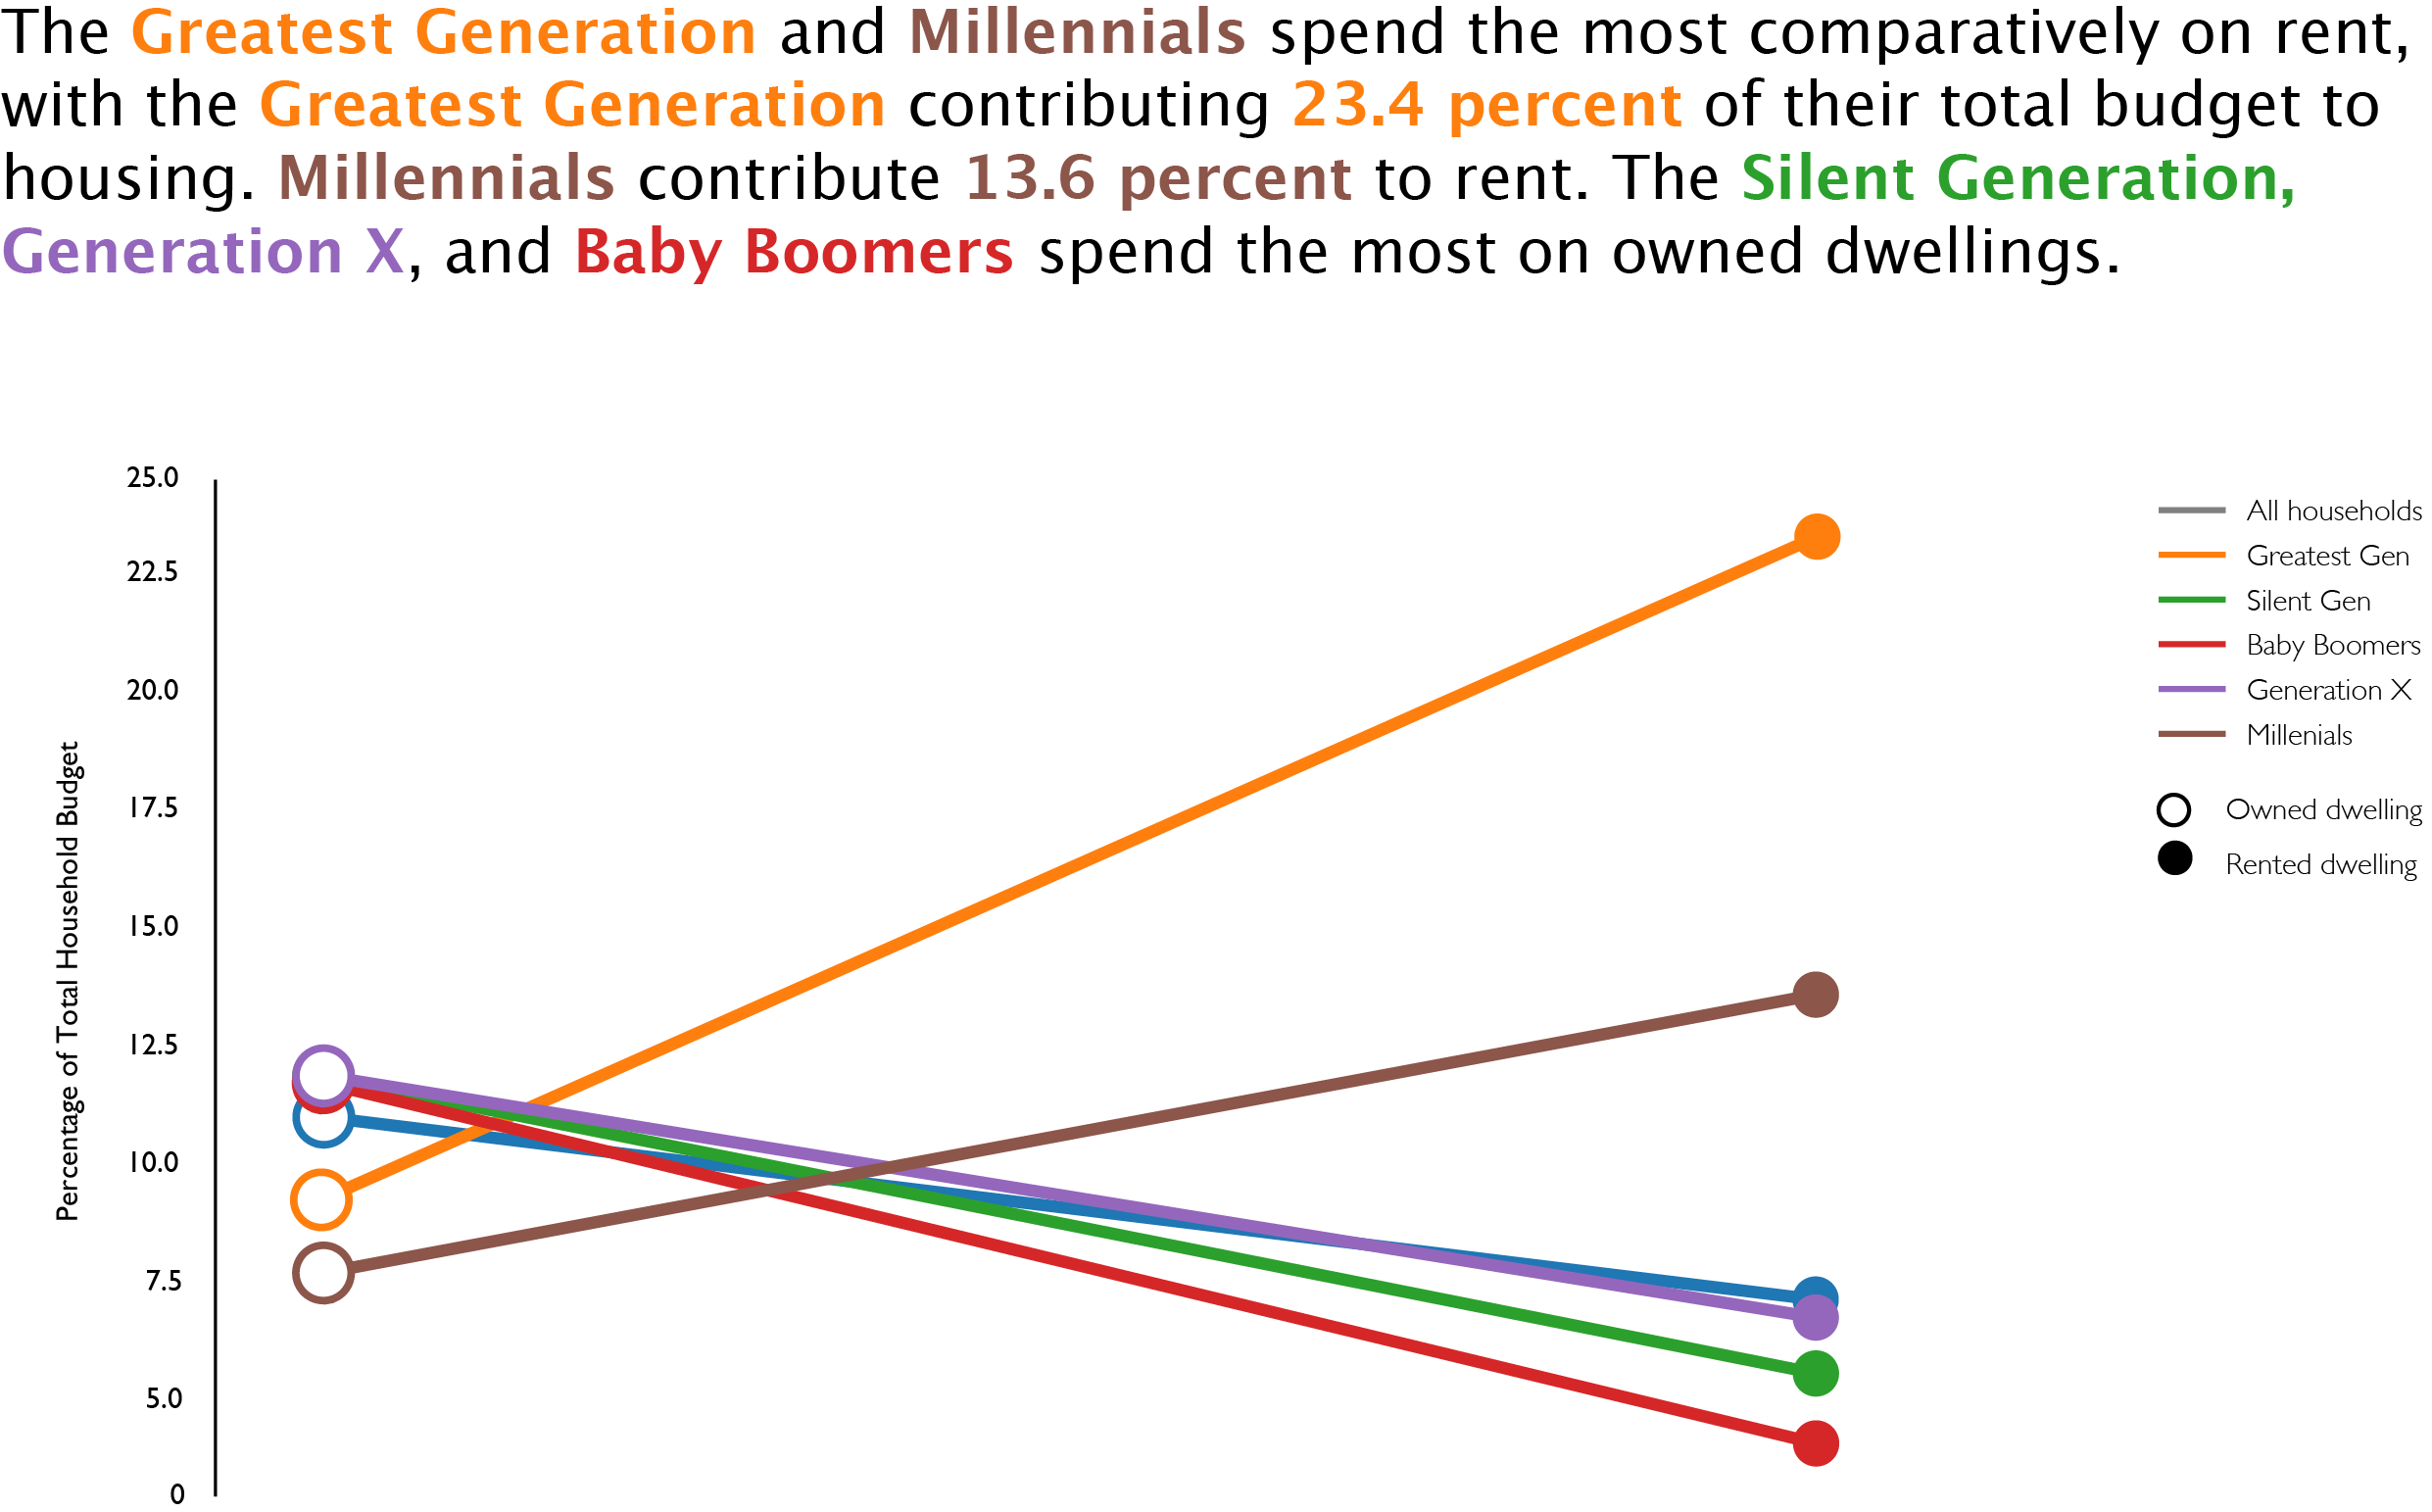 The Greatest Generation and Millennials spend the most comparatively on rent,
with the Greatest Generation contributing 23.4 percent of their total budget to
housing. Millennials contribute 13.6 percent to rent. The Silent Generation,
Generation X, and Baby Boomers spend the most on owned dwellings.
25.0
22.5
20.0
17.5
15.0
12.5
10.0
7.5
5.0
0
Percentage of Total Household Budget
All households
Greatest Gen
Silent Gen
Baby Boomers
Generation X
Millenials
Owned dwelling
Rented dwelling